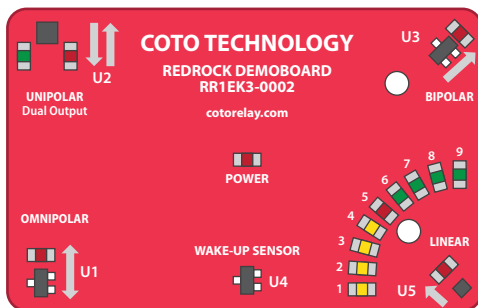 COTO TECHNOLOGY
REDROCK DEMOBOARD
RR1EK3-0002
cotorelay.com
U2
UNIPOLAR
Dual Output
U3
BIPOLAR
POWER
OMNIPOLAR
U1
WAKE-UP SENSOR
U4
9
8
7
6
5
4
3
2
1
LINEAR
U5